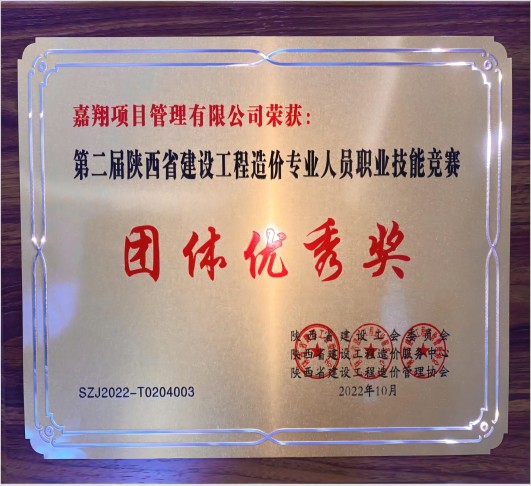 嘉翔项目管理有限公司荣获：
第二届陕西省建设工程造价专业人员职业技能竞赛
团体优秀奖
陕西省建设工会委员会
陕西省建设工程造价服务中心
SZJ2022-T0204003
陕西省建设工程造价管理协会
2022年10月